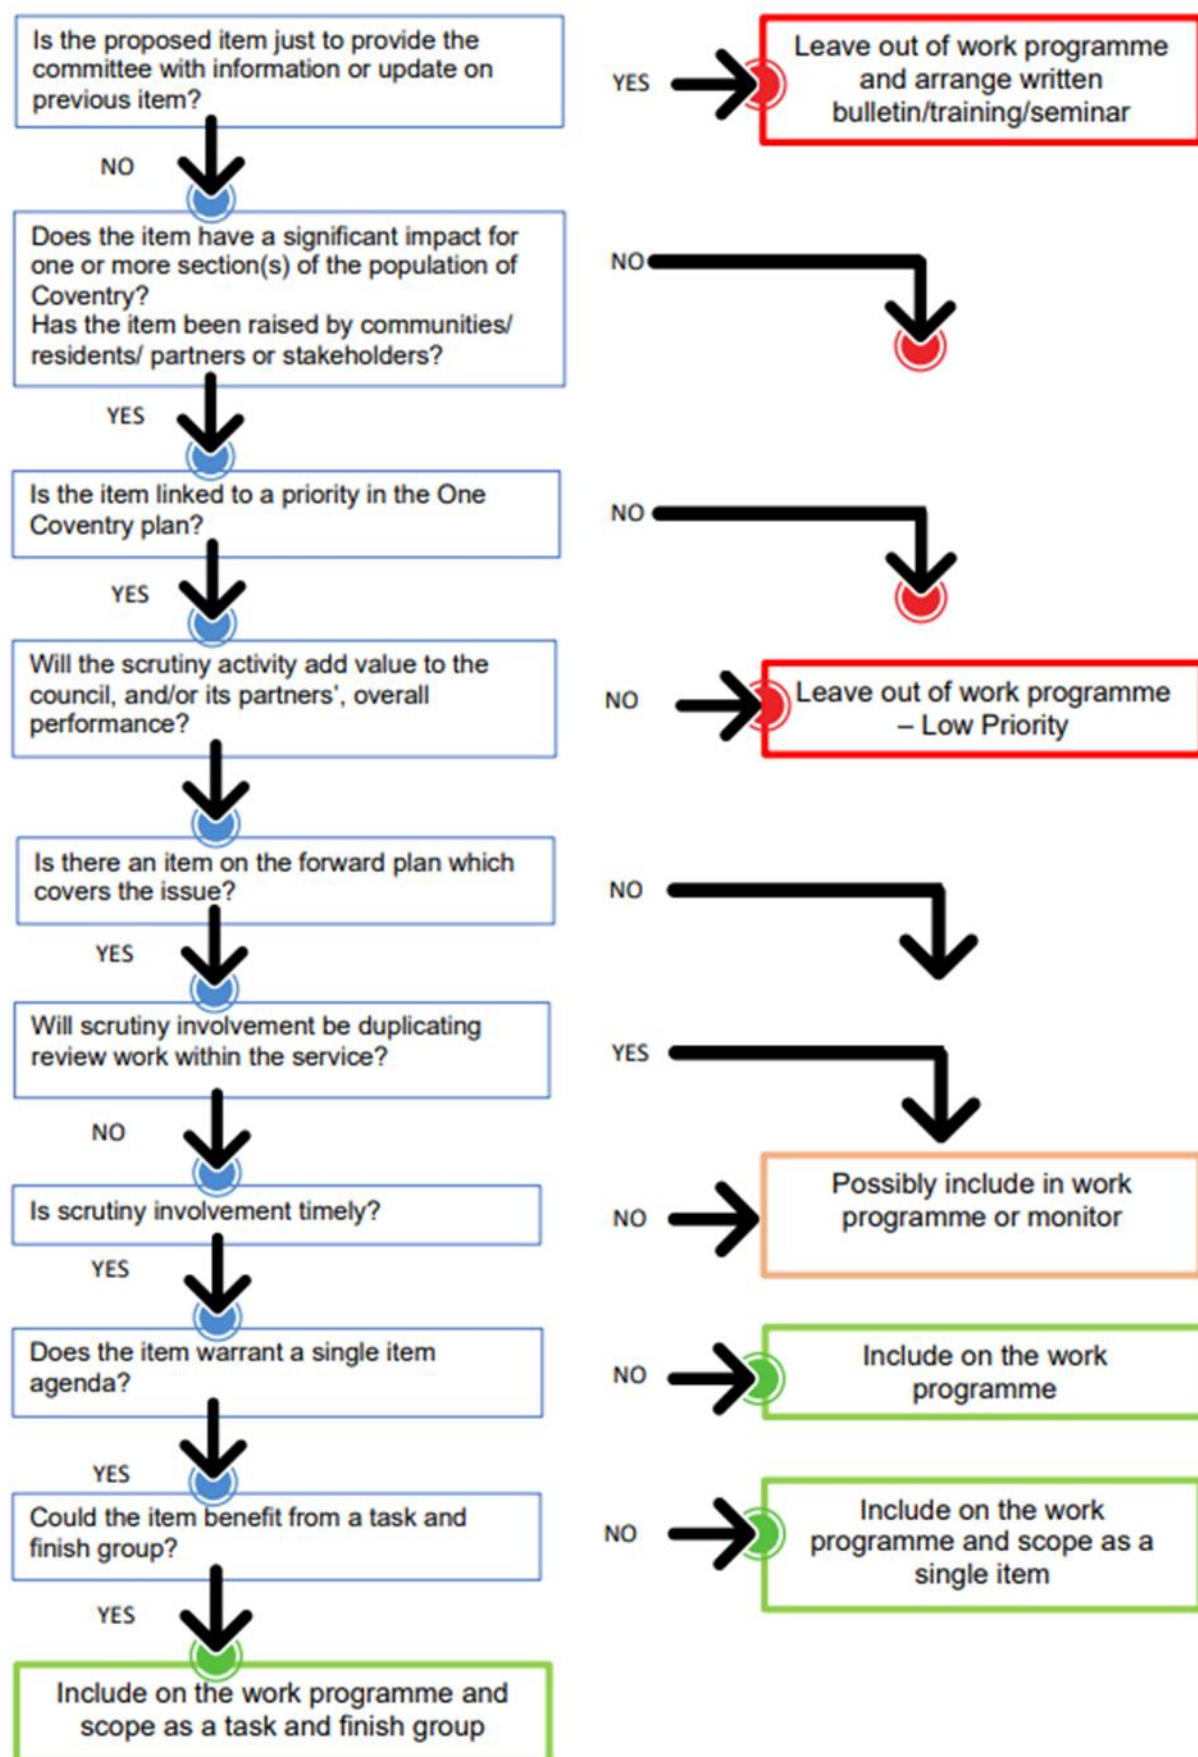 Is the proposed item just to provide the
committee with information or update on
previous item?
YES
Leave out of work programme
and arrange written
bulletin/training/seminar
NO
Does the item have a significant impact for
one or more section(s) of the population of
Coventry?
Has the item been raised by communities/
residents/ partners or stakeholders?
NO
YES
Is the item linked to a priority in the One
Coventry plan?
NO
YES
Will the scrutiny activity add value to the
council, and/or its partners', overall
performance?
NO
Leave out of work programme
– Low Priority
Is there an item on the forward plan which
covers the issue?
NO
YES
Will scrutiny involvement be duplicating
review work within the service?
YES
NO
Is scrutiny involvement timely?
NO
Possibly include in work
programme or monitor
YES
Does the item warrant a single item
agenda?
NO
Include on the work
programme
YES
Could the item benefit from a task and
finish group?
NO
Include on the work
programme and scope as a
single item
YES
Include on the work programme and
scope as a task and finish group